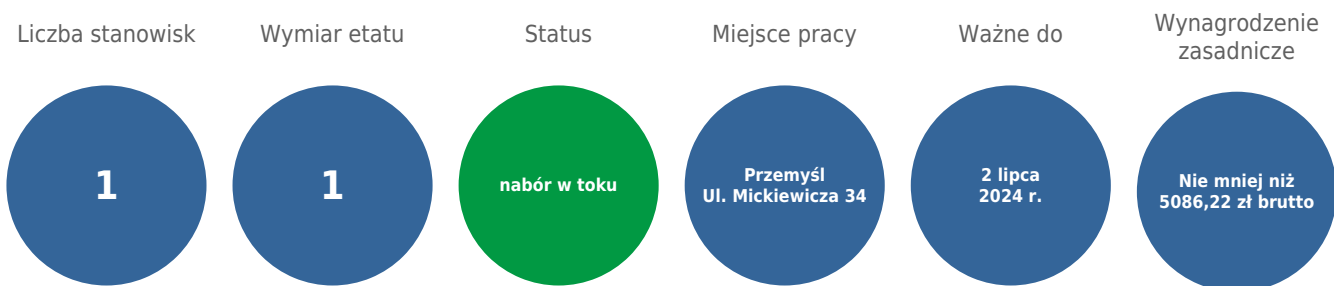 Liczba stanowisk
1
Wymiar etatu
1
Status
nabór w toku
Miejsce pracy
Przemyśl
Ul. Mickiewicza 34
Ważne do
2 lipca
2024 r.
Wynagrodzenie
zasadnicze
Nie mniej niż
5086,22 zł brutto